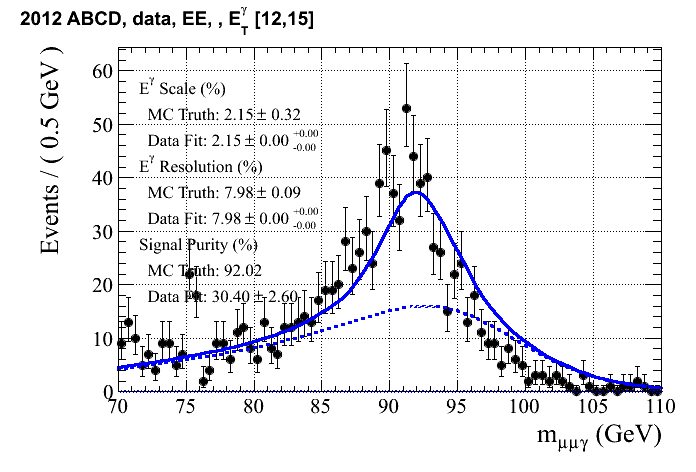 2012 ABCD, data, EE, , E_T^γ [12,15]
Events / ( 0.5 GeV )
60
50
40
30
20
10
0
E^γ Scale (%)
MC Truth: 2.15 ± 0.32
Data Fit: 2.15 ± 0.00 +0.00 -0.00
E^γ Resolution (%)
MC Truth: 7.98 ± 0.09
Data Fit: 7.98 ± 0.00 +0.00 -0.00
Signal Purity (%)
MC Truth: 92.02
Data Fit: 30.40 ± 2.60
70 75 80 85 90 95 100 105 110
m_μμγ (GeV)